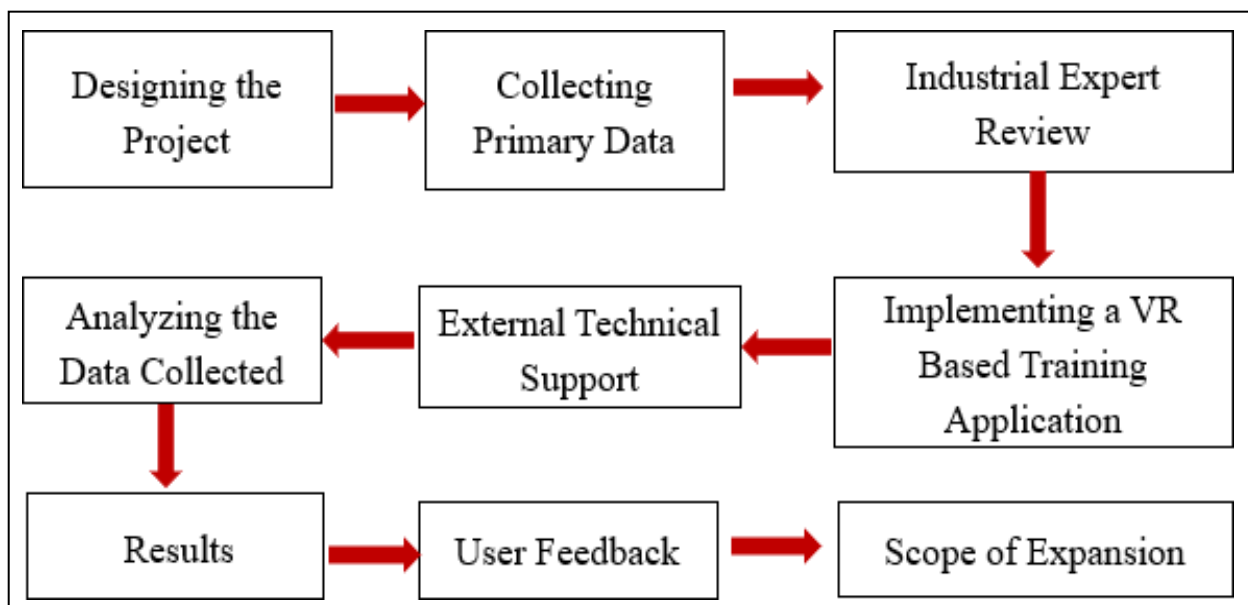 Designing the
Project
Collecting
Primary Data
Industrial Expert
Review
Implementing a VR
Based Training
Application
External Technical
Support
Analyzing the
Data Collected
Results
User Feedback
Scope of Expansion